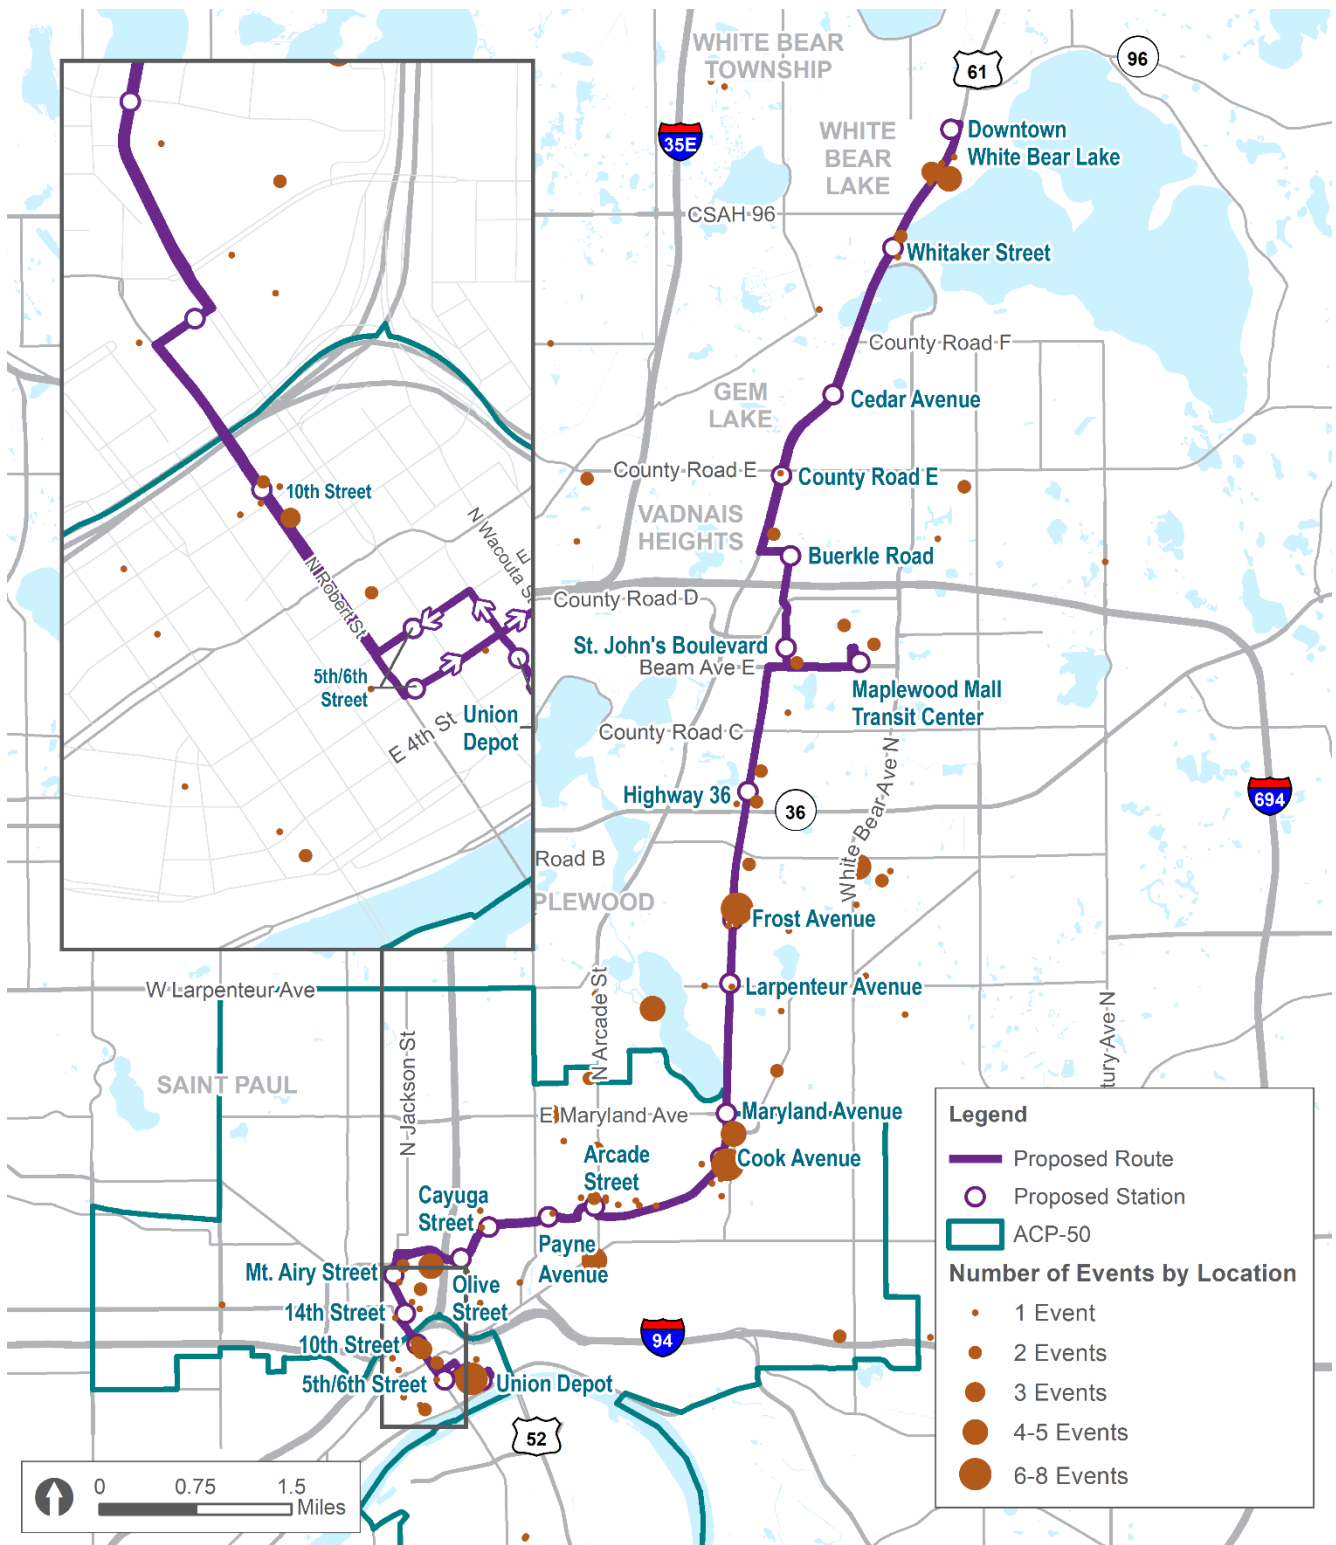 WHITE BEAR
TOWNSHIP
61
96
35E
WHITE
BEAR
LAKE
Downtown
White Bear Lake
CSAH 96
Whitaker Street
County Road F
GEM
LAKE
Cedar Avenue
County Road E
County Road E
VADNAIS
HEIGHTS
Buerkle Road
County Road D
St. John's Boulevard
Beam Ave E
Maplewood Mall
Transit Center
County Road C
White Bear Ave N
Highway 36
36
694
Road B
PLEWOOD
Frost Avenue
Larpenteur Avenue
10th Street
N Robert St
N Wacouta St
E
5th/6th
Street
E 4th St
Union
Depot
W Larpenteur Ave
N Arcade St
N Jackson St
tury Ave N
SAINT PAUL
E Maryland Ave
Maryland Avenue
Arcade
Street
Cook Avenue
Cayuga
Street
Payne
Avenue
Mt. Airy Street
Olive
Street
14th Street
10th Street
94
5th/6th Street
Union Depot
52
Legend
Proposed Route
Proposed Station
ACP-50
Number of Events by Location
1 Event
2 Events
3 Events
4-5 Events
6-8 Events
0 0.75 1.5
Miles